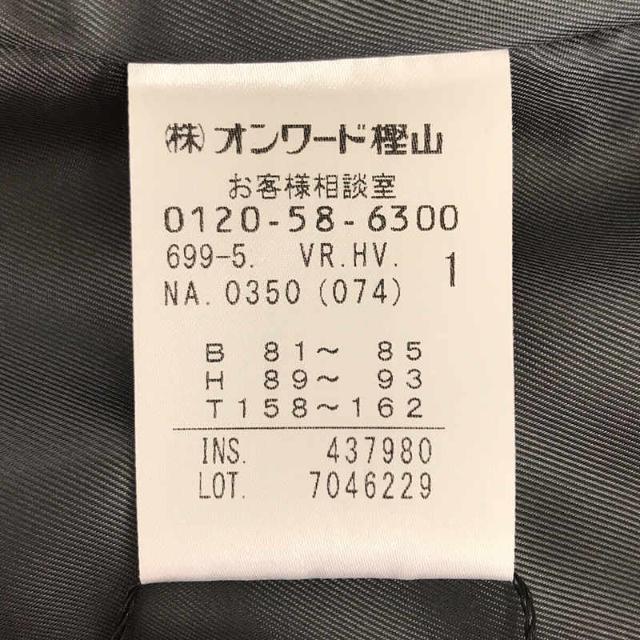 ㈱オンワード樫山
お客様相談室
0120-58-6300
699-5. VR.HV. 1
NA.0350(074)
B 81〜 85
H 89〜 93
T158〜162
INS. 437980
LOT. 7046229